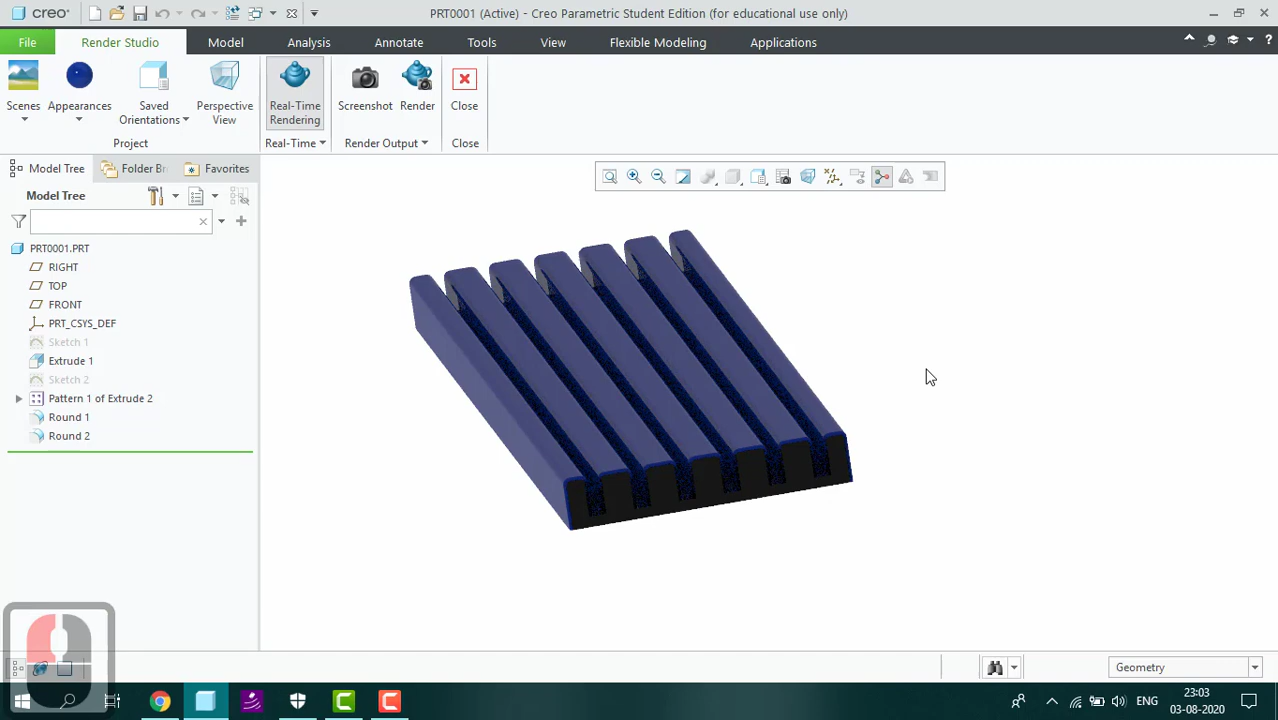 creo°
PRT0001 (Active) - Creo Parametric Student Edition (for educational use only)
File
Render Studio
Model
Analysis
Annotate
Tools
View
Flexible Modeling
Applications
Scenes
Appearances
Saved
Orientations
Perspective
View
Real-Time
Rendering
Screenshot
Render
Close
Project
Real-Time
Render Output
Close
Model Tree
Folder Br
Favorites
Model Tree
PRT0001.PRT
RIGHT
TOP
FRONT
PRT_CSYS_DEF
Sketch 1
Extrude 1
Sketch 2
Pattern 1 of Extrude 2
Round 1
Round 2
Geometry
ENG
23:03
03-08-2020